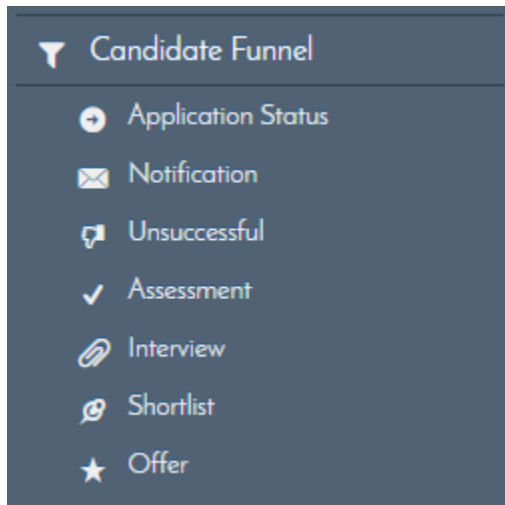 Candidate Funnel
Application Status
Notification
Unsuccessful
Assessment
Interview
Shortlist
Offer